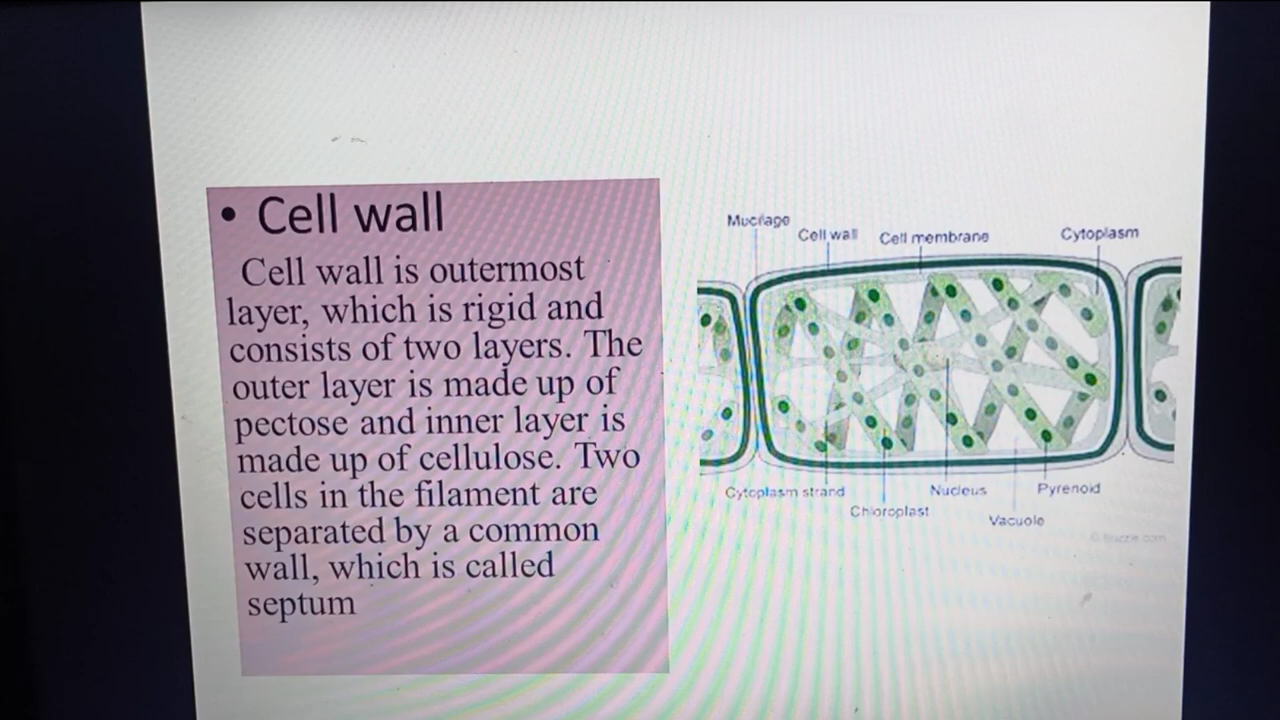 • Cell wall
Cell wall is outermost
layer, which is rigid and
consists of two layers. The
outer layer is made up of
pectose and inner layer is
made up of cellulose. Two
cells in the filament are
separated by a common
wall, which is called
septum
Mucilage
Cell wall
Cell membrane
Cytoplasm
Cytoplasm strand
Chloroplast
Nucleus
Vacuole
Pyrenoid
© Buzzle.com